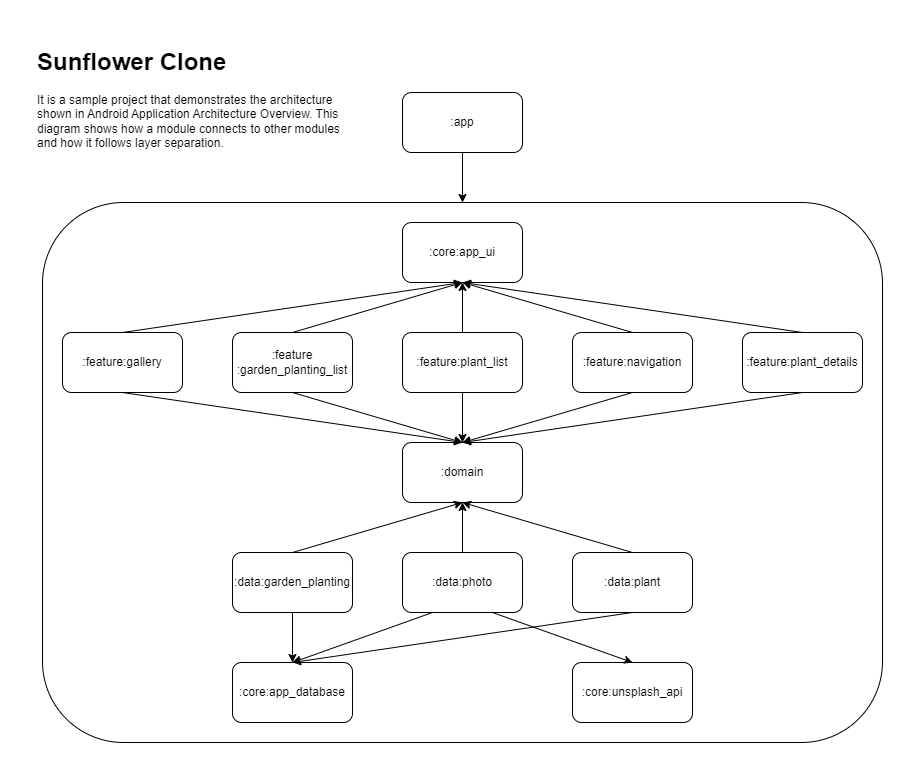 Sunflower Clone
It is a sample project that demonstrates the architecture
shown in Android Application Architecture Overview. This
diagram shows how a module connects to other modules
and how it follows layer separation.
:app
:core:app_ui
:feature:gallery
:feature
:garden_planting_list
:feature:plant_list
:feature:navigation
:feature:plant_details
:domain
:data:garden_planting
:data:photo
:data:plant
:core:app_database
:core:unsplash_api